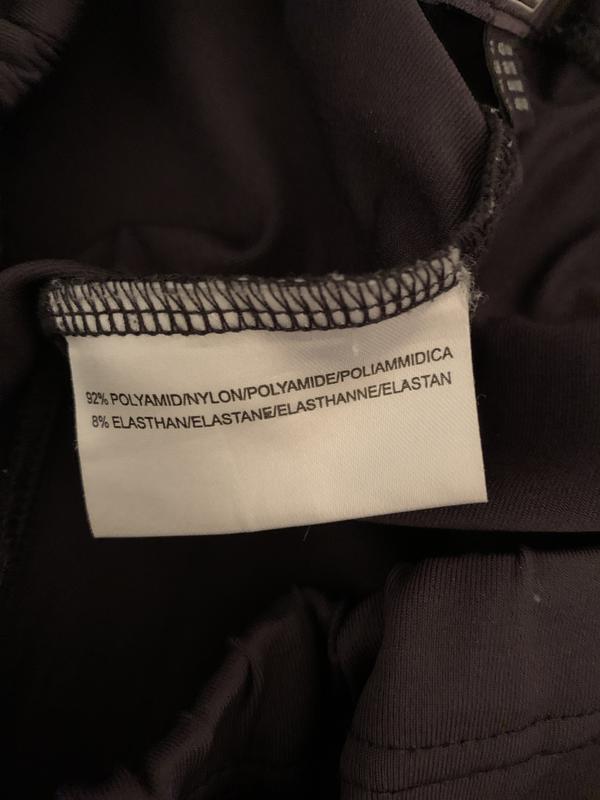 92% POLYAMID/NYLON/POLYAMIDE/POLIAMMIDICA
8% ELASTHAN/ELASTANE/ELASTHANNE/ELASTAN